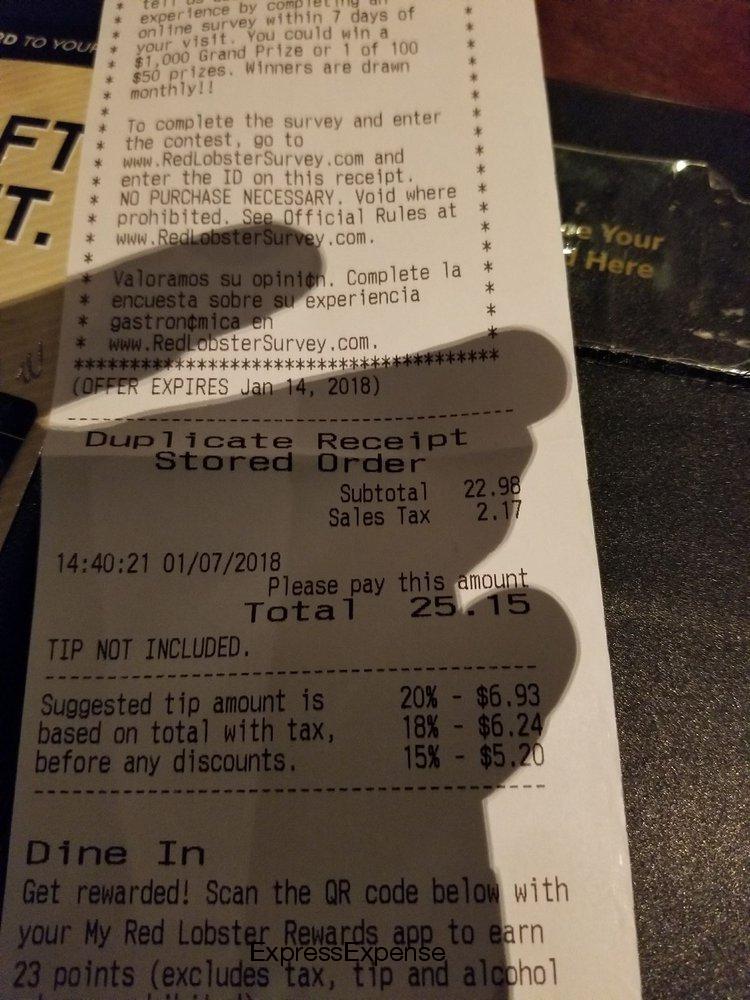 tell us about
experience by completing an
online survey within 7 days of
your visit. You could win a
$1,000 Grand Prize or 1 of 100
$50 prizes. Winners are drawn
monthly!!
To complete the survey and enter
the contest, go to
www.RedLobsterSurvey.com and
enter the ID on this receipt.
NO PURCHASE NECESSARY. Void where
prohibited. See Official Rules at
www.RedLobsterSurvey.com.
Valoramos su opini¢n. Complete la
encuesta sobre su experiencia
gastron¢mica en
www.RedLobsterSurvey.com.
****************************************
(OFFER EXPIRES Jan 14, 2018)
Duplicate Receipt
Stored Order
Subtotal 22.98
Sales Tax 2.17
14:40:21 01/07/2018
Please pay this amount
Total 25.15
TIP NOT INCLUDED.
Suggested tip amount is 20% - $6.93
based on total with tax, 18% - $6.24
before any discounts. 15% - $5.20
Dine In
Get rewarded! Scan the QR code below with
your My Red Lobster Rewards app to earn
23 points (excludes tax, tip and alcohol
TO YOUR
FT
T.
Your
Here
ExpressExpense